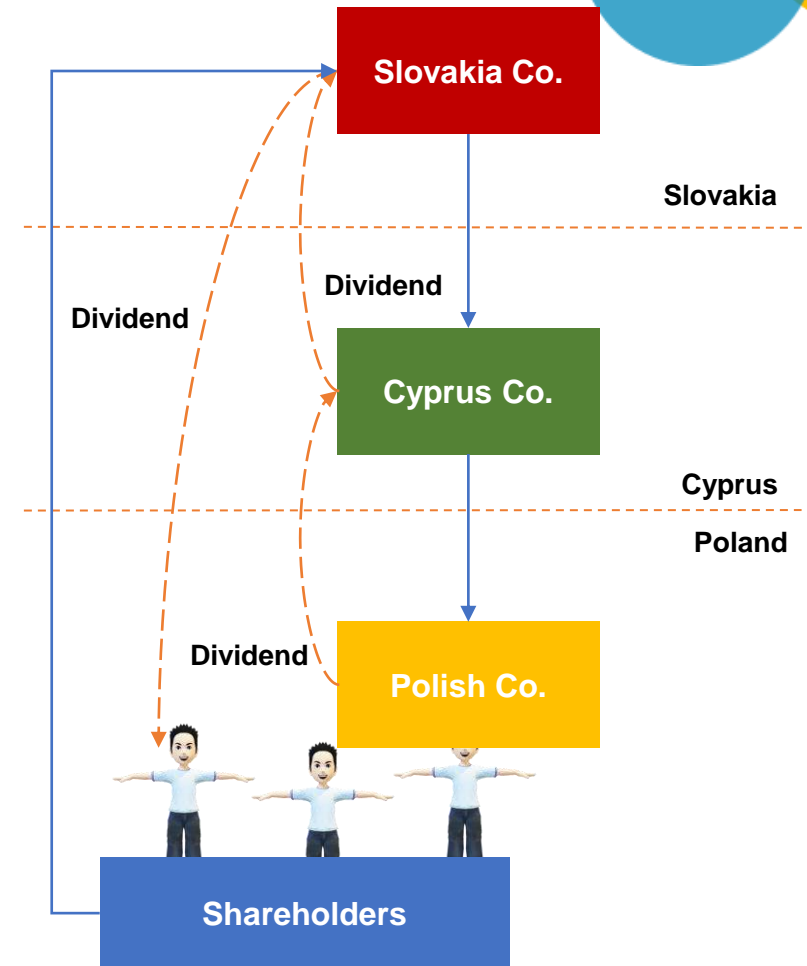 Slovakia Co.
Slovakia
Dividend
Dividend
Cyprus Co.
Cyprus
Poland
Dividend
Polish Co.
Shareholders